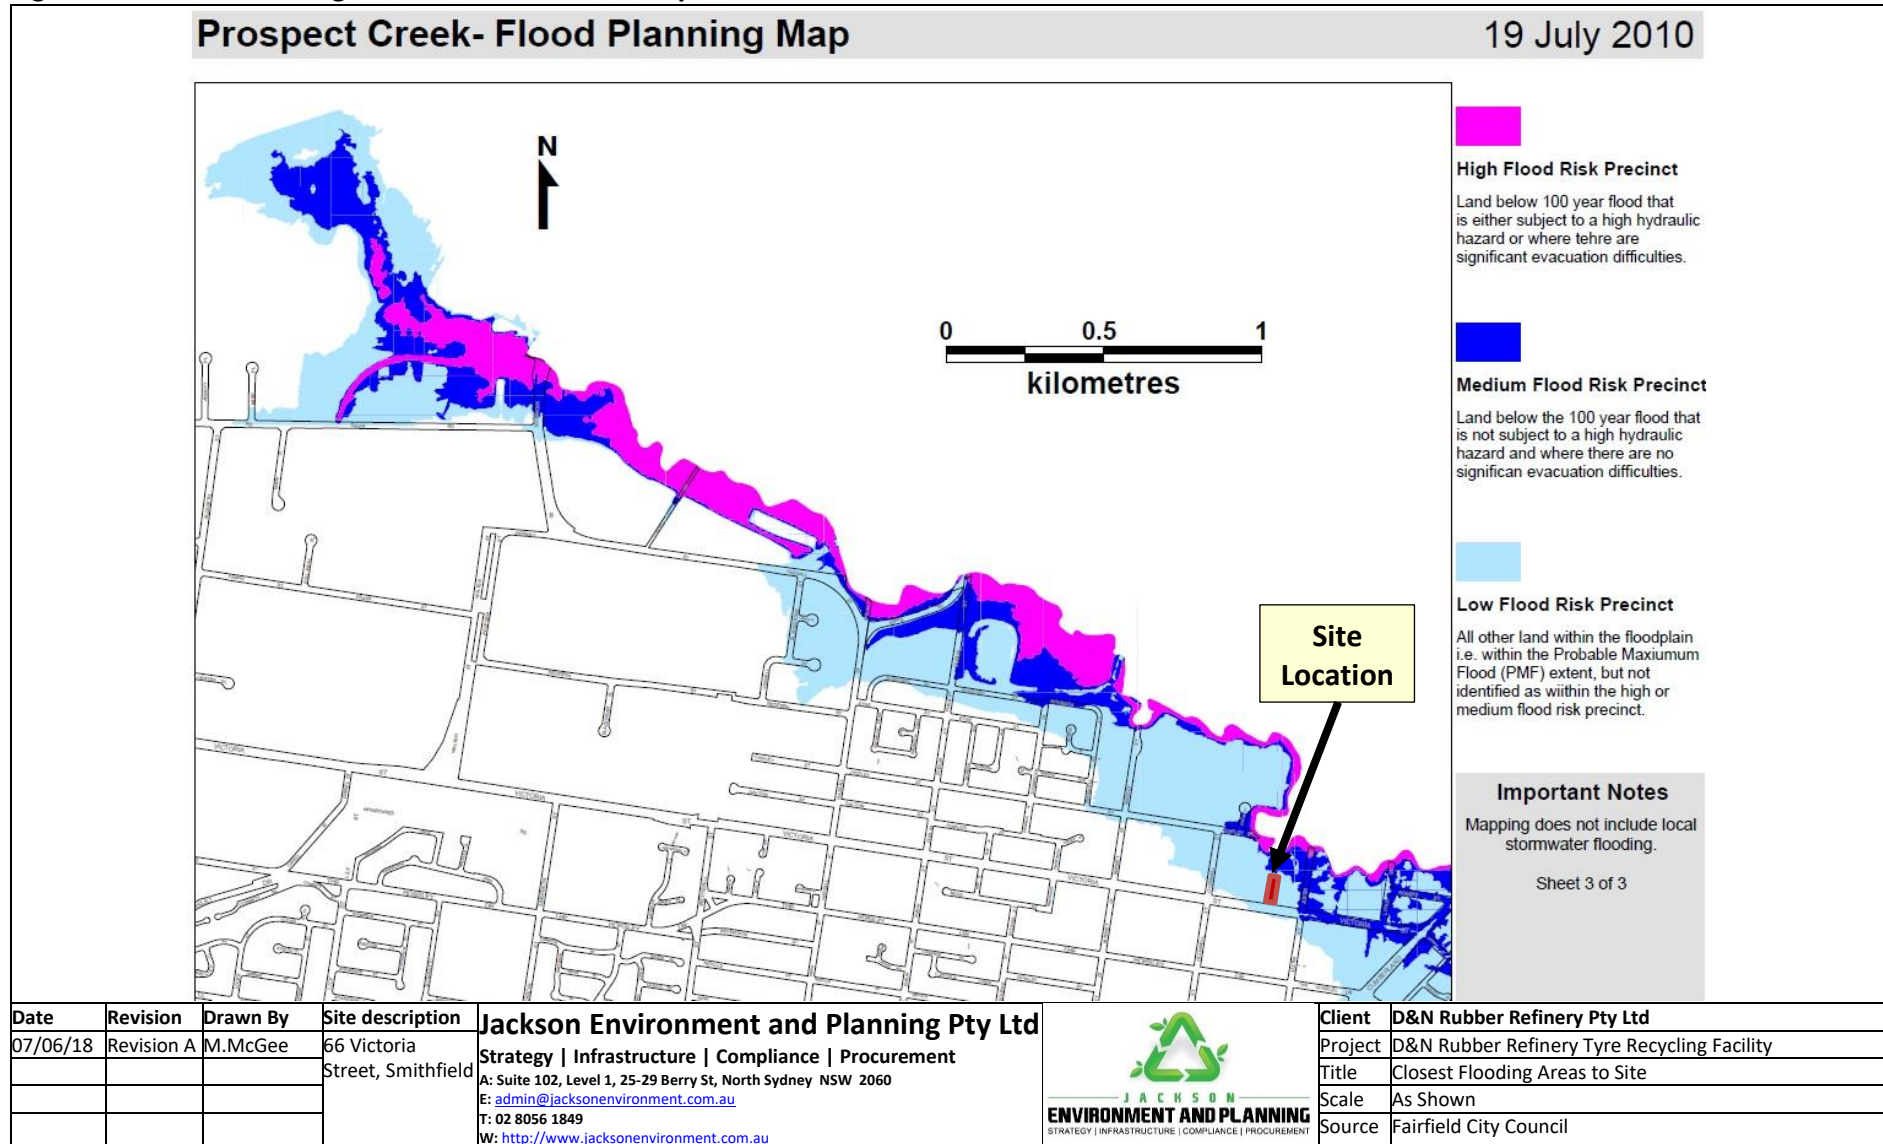 Prospect Creek- Flood Planning Map
19 July 2010
N
0 0.5 1
kilometres
High Flood Risk Precinct
Land below 100 year flood that
is either subject to a high hydraulic
hazard or where tehre are
significant evacuation difficulties.
Medium Flood Risk Precinct
Land below the 100 year flood that
is not subject to a high hydraulic
hazard and where there are no
significan evacuation difficulties.
Low Flood Risk Precinct
All other land within the floodplain
i.e. within the Probable Maxiumum
Flood (PMF) extent, but not
identified as wiithin the high or
medium flood risk precinct.
Important Notes
Mapping does not include local
stormwater flooding.
Sheet 3 of 3
Site
Location
VICTORIA
ST
VICTORIA
ST
VICTORIA
ST
VICTORIA
ST
VICTORIA
Date Revision Drawn By Site description
07/06/18 Revision A M.McGee 66 Victoria
Street, Smithfield
Jackson Environment and Planning Pty Ltd
Strategy | Infrastructure | Compliance | Procurement
A: Suite 102, Level 1, 25-29 Berry St, North Sydney NSW 2060
E: admin@jacksonenvironment.com.au
T: 02 8056 1849
W: http://www.jacksonenvironment.com.au
JACKSON
ENVIRONMENT AND PLANNING
STRATEGY | INFRASTRUCTURE | COMPLIANCE | PROCUREMENT
Client D&N Rubber Refinery Pty Ltd
Project D&N Rubber Refinery Tyre Recycling Facility
Title Closest Flooding Areas to Site
Scale As Shown
Source Fairfield City Council